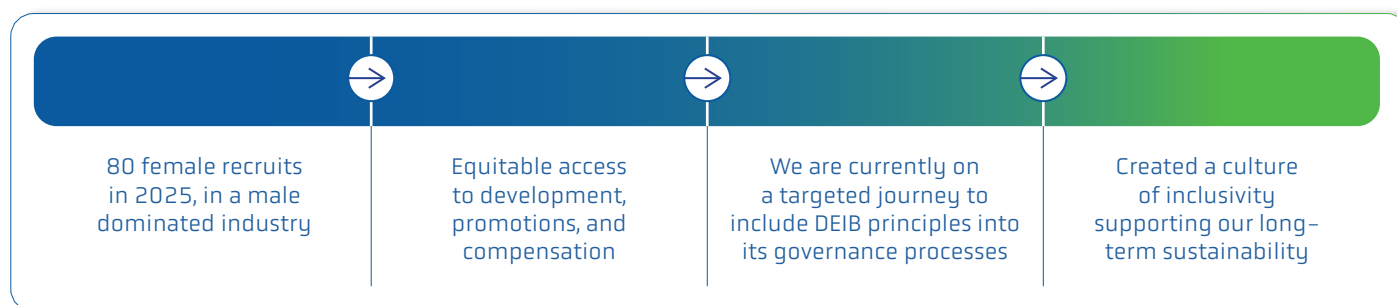 80 female recruits
in 2025, in a male
dominated industry
Equitable access
to development,
promotions, and
compensation
We are currently on
a targeted journey to
include DEIB principles into
its governance processes
Created a culture
of inclusivity
supporting our long–
term sustainability